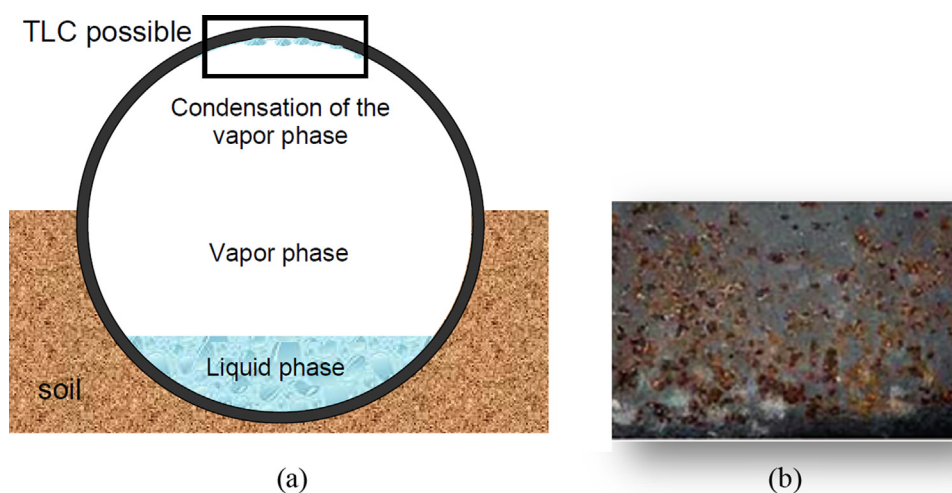 TLC possible
Condensation of the
vapor phase
Vapor phase
Liquid phase
soil
(a)
(b)